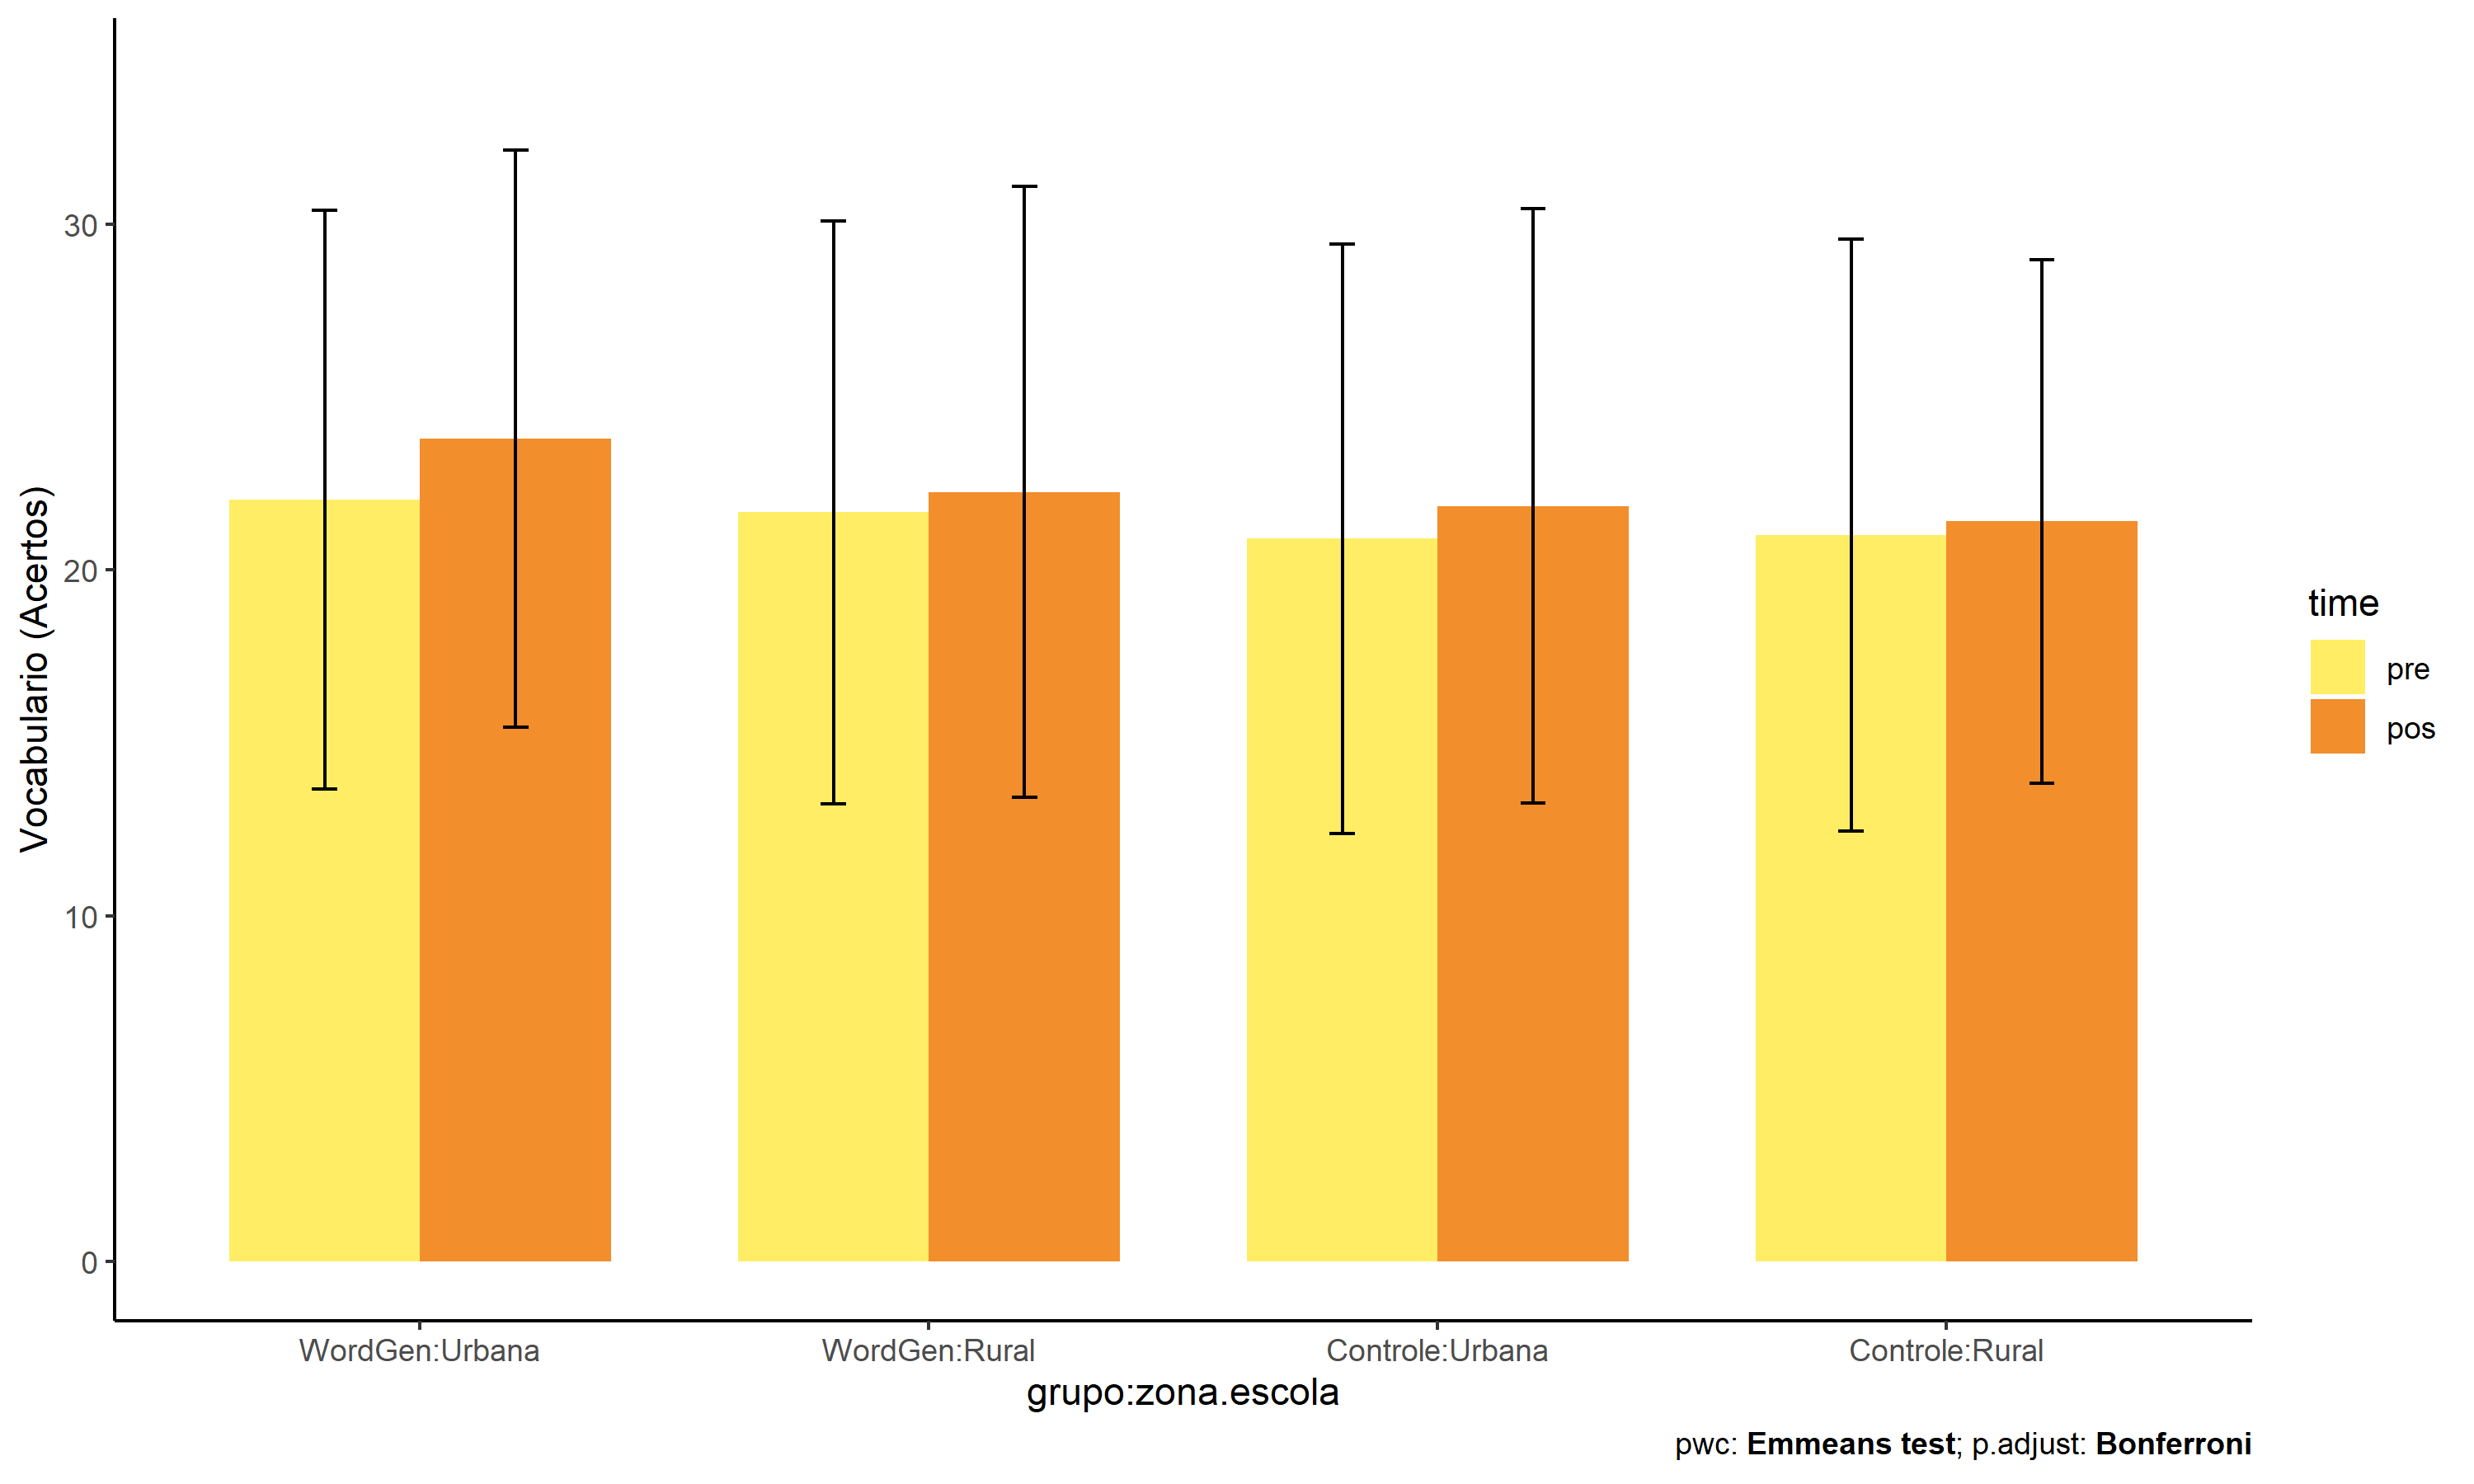 Vocabulario (Acertos)
30
20
10
0
WordGen:Urbana
WordGen:Rural
Controle:Urbana
Controle:Rural
grupo:zona.escola
time
pre
pos
pwc: Emmeans test; p.adjust: Bonferroni